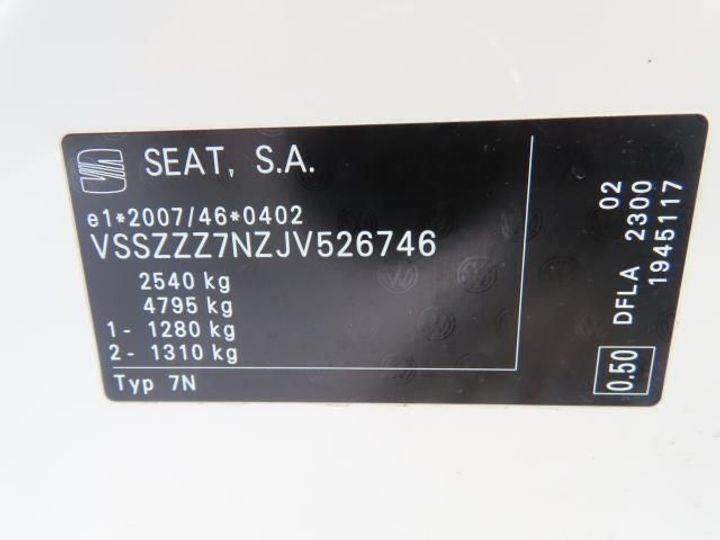 SEAT, S.A.
e1*2007/46*0402
VSSZZZ7NZJV526746
2540 kg
4795 kg
1- 1280 kg
2- 1310 kg
Typ 7N
02
DFLA 2300
0.50 1945117